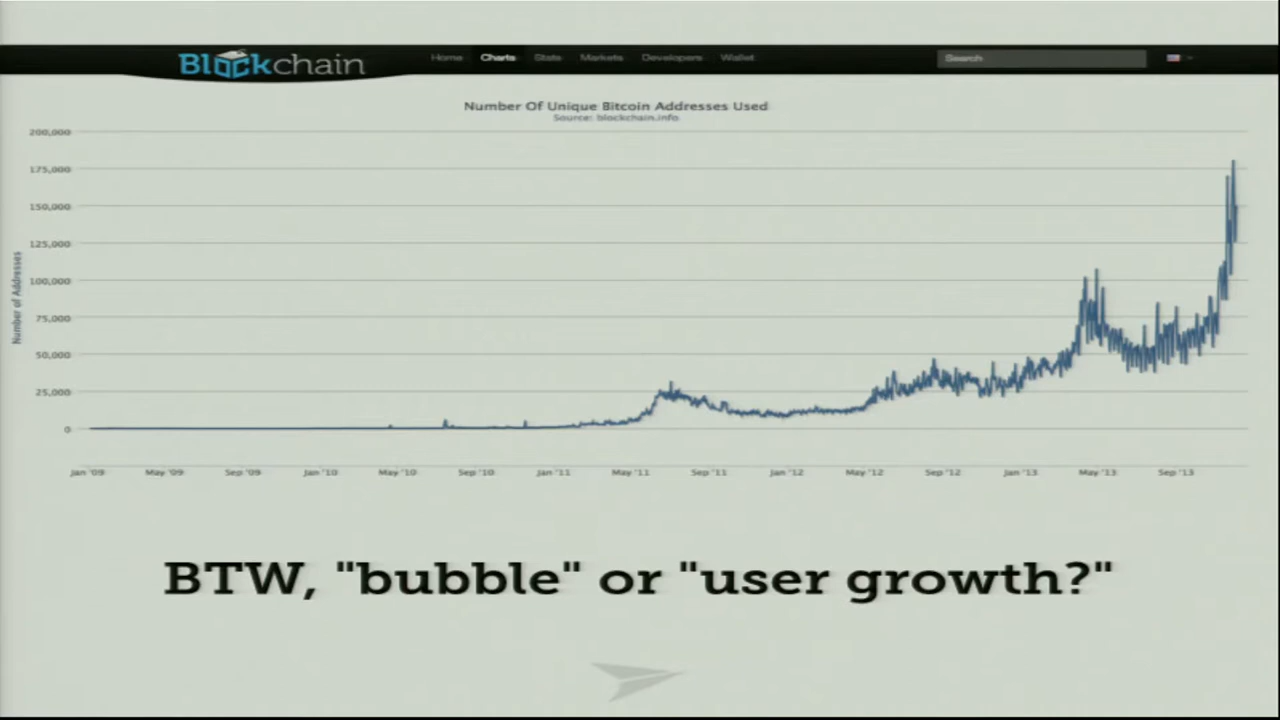 Blockchain
Home Charts Stats Markets Developers Wallet Search
Number Of Unique Bitcoin Addresses Used
Source: blockchain.info
Number of Addresses
200,000
175,000
150,000
125,000
100,000
75,000
50,000
25,000
0
Jan '09 May '09 Sep '09 Jan '10 May '10 Sep '10 Jan '11 May '11 Sep '11 Jan '12 May '12 Sep '12 Jan '13 May '13 Sep '13
BTW, "bubble" or "user growth?"